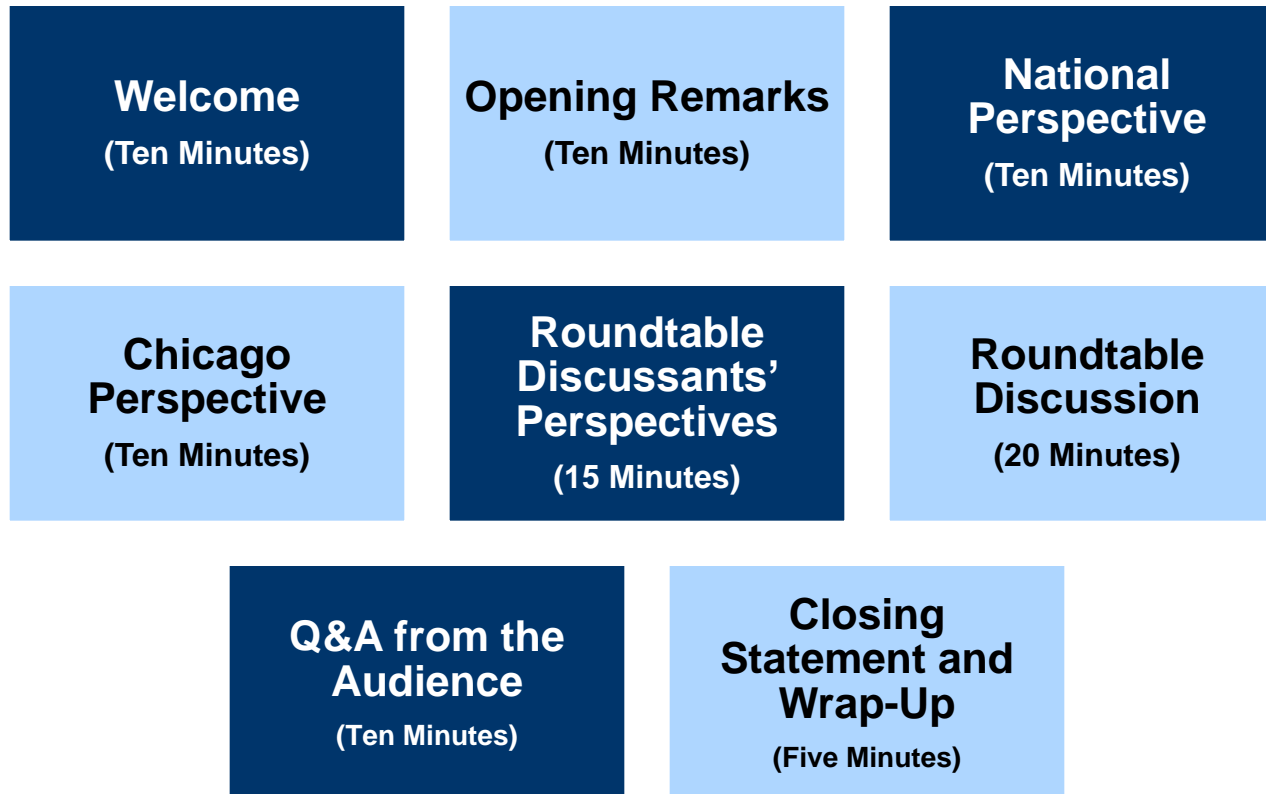 Welcome
(Ten Minutes)
Opening Remarks
(Ten Minutes)
National
Perspective
(Ten Minutes)
Chicago
Perspective
(Ten Minutes)
Roundtable
Discussants’
Perspectives
(15 Minutes)
Roundtable
Discussion
(20 Minutes)
Q&A from the
Audience
(Ten Minutes)
Closing
Statement and
Wrap-Up
(Five Minutes)